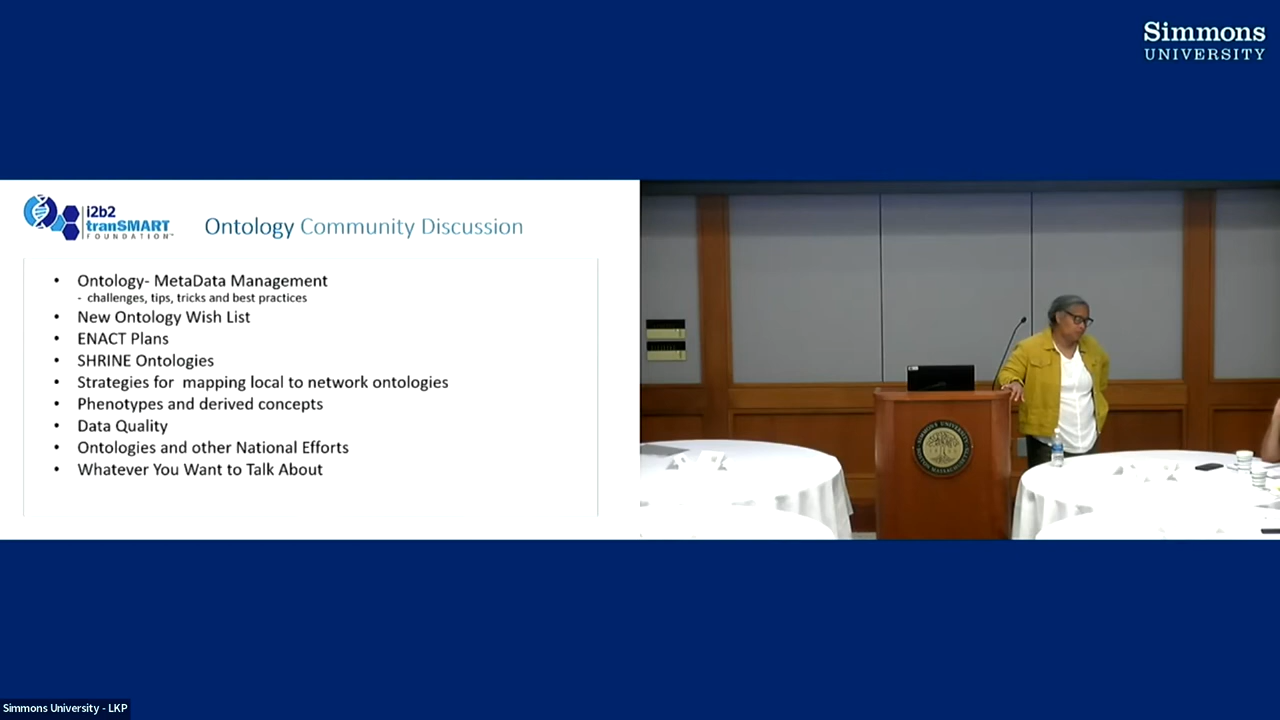 Simmons
UNIVERSITY
i2b2
tranSMART
FOUNDATION™
Ontology Community Discussion
• Ontology- MetaData Management
- challenges, tips, tricks and best practices
• New Ontology Wish List
• ENACT Plans
• SHRINE Ontologies
• Strategies for mapping local to network ontologies
• Phenotypes and derived concepts
• Data Quality
• Ontologies and other National Efforts
• Whatever You Want to Talk About
Simmons University - LKP